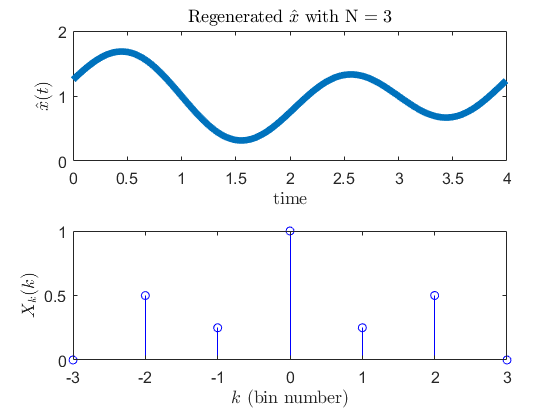 Regenerated x̂ with N = 3
2
1
0
x̂(t)
0 0.5 1 1.5 2 2.5 3 3.5 4
time
1
0.5
0
Xₖ(k)
-3 -2 -1 0 1 2 3
k (bin number)